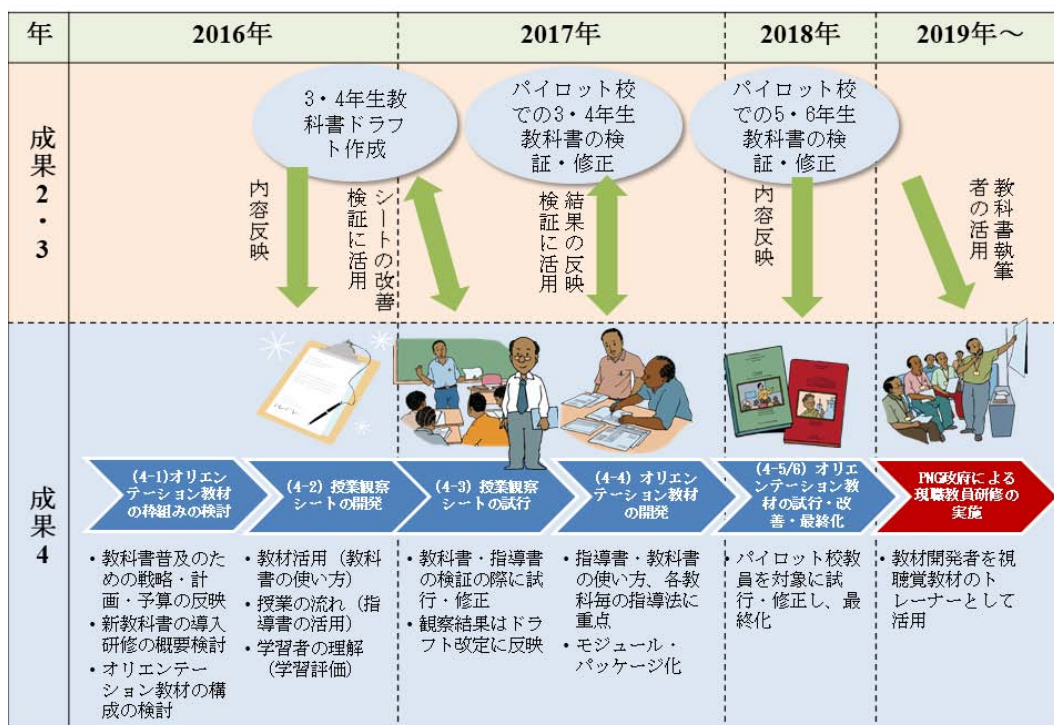 年
2016年
2017年
2018年
2019年～
成果2・3
3・4年生教
科書ドラフ
ト作成
パイロット校
での3・4年生
教科書の検
証・修正
パイロット校
での5・6年生
教科書の検
証・修正
内容反映
シートの改善
検証に活用
結果の反映
検証に活用
内容反映
教科書執筆
者の活用
成果4
(4-1)オリエン
テーション教材
の枠組みの検討
(4-2) 授業観察
シートの開発
(4-3) 授業観察
シートの試行
(4-4) オリエン
テーション教材
の開発
(4-5/6) オリエ
ンテーション教
材の試行・改
善・最終化
PNG政府による
現職教員研修の
実施
• 教科書普及のた
めの戦略・計
画・予算の反映
• 新教科書の導入
研修の概要検討
• オリエンテー
ション教材の構
成の検討
• 教材活用（教科
書の使い方）
• 授業の流れ（指
導書の活用）
• 学習者の理解
（学習評価）
• 教科書・指導書
の検証の際に試
行・修正
• 観察結果はドラ
フト改定に反映
• 指導書・教科書
の使い方、各教
科毎の指導法に
重点
• モジュール・
パッケージ化
• パイロット校教
員を対象に試
行・修正し、最
終化
• 教材開発者を視
聴覚教材のト
レーナーとして
活用